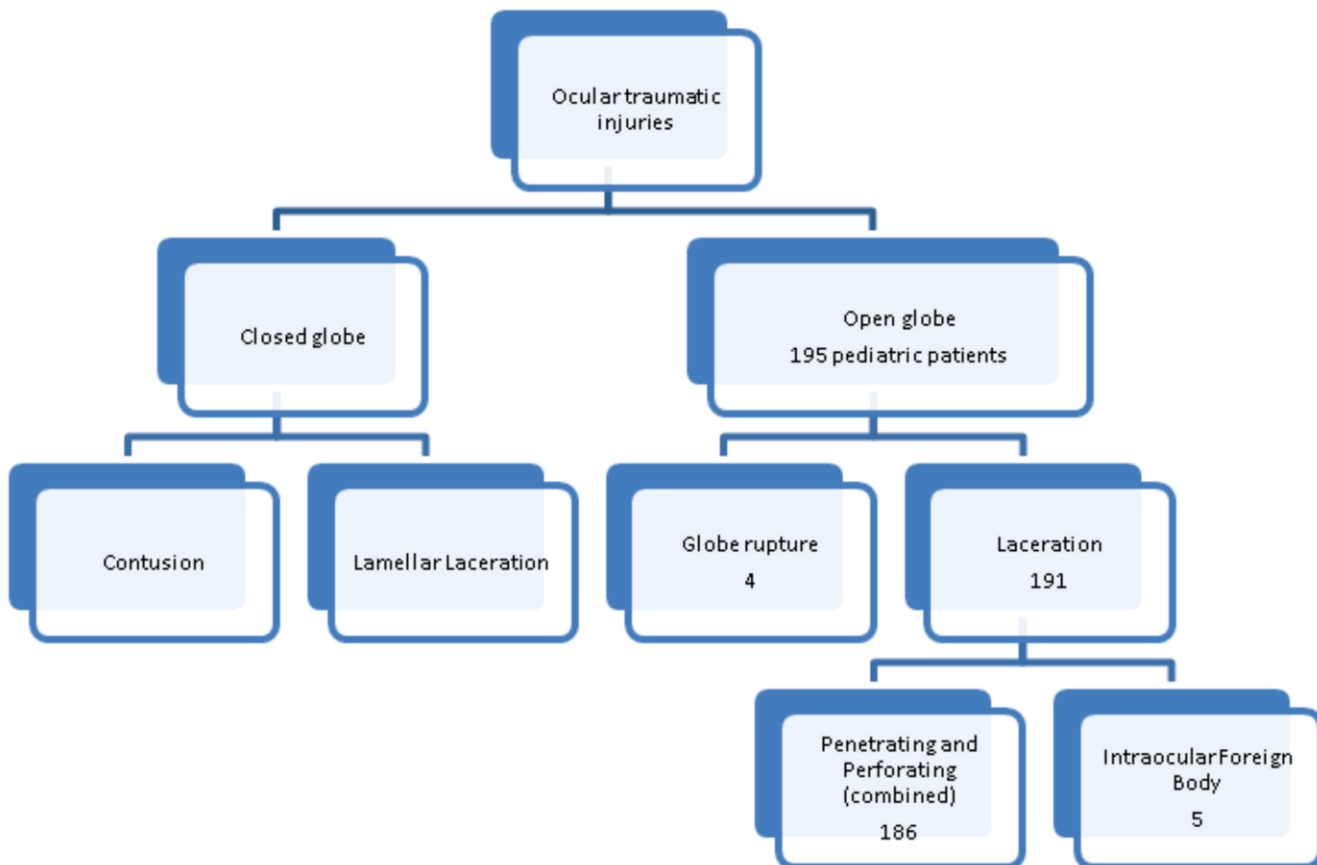 Ocular traumatic
injuries
Closed globe
Open globe
195 pediatric patients
Contusion
Lamellar Laceration
Globe rupture
4
Laceration
191
Penetrating and
Perforating
(combined)
186
Intraocular Foreign
Body
5